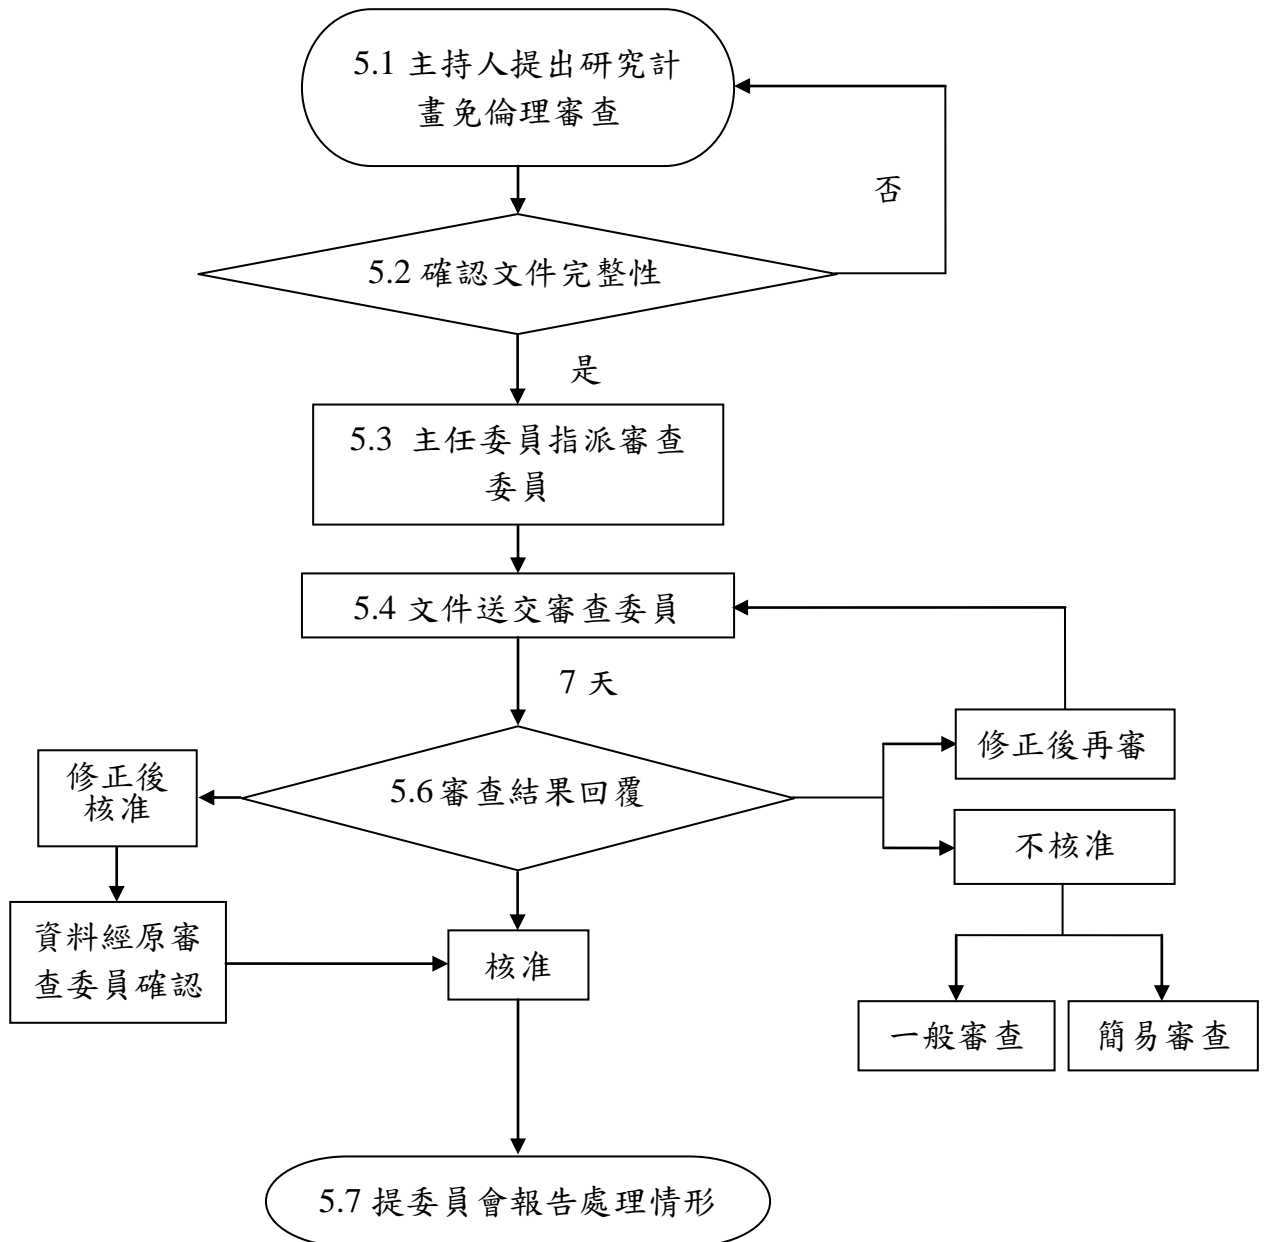 5.1 主持人提出研究計
畫免倫理審查
否
5.2 確認文件完整性
是
5.3 主任委員指派審查
委員
5.4 文件送交審查委員
7 天
修正後再審
修正後
核准
5.6 審查結果回覆
不核准
資料經原審
查委員確認
核准
一般審查
簡易審查
5.7 提委員會報告處理情形